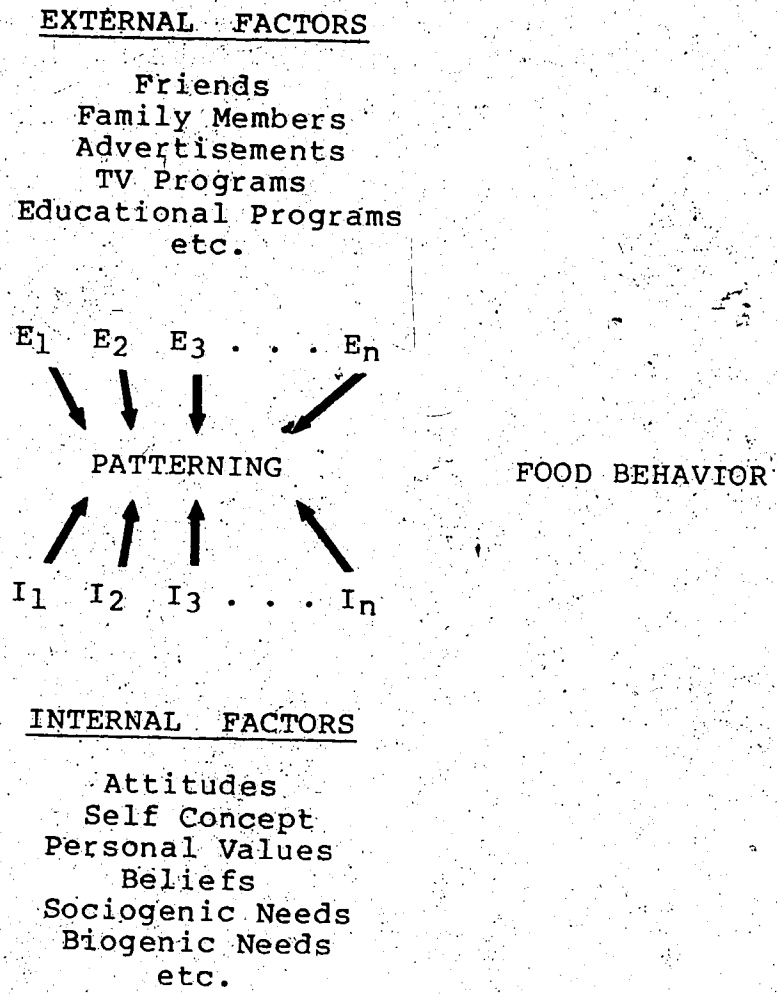 EXTERNAL FACTORS
Friends
Family Members
Advertisements
TV Programs
Educational Programs
etc.
E1 E2 E3 . . . En
PATTERNING
FOOD BEHAVIOR
I1 I2 I3 . . . In
INTERNAL FACTORS
Attitudes
Self Concept
Personal Values
Beliefs
Sociogenic Needs
Biogenic Needs
etc.